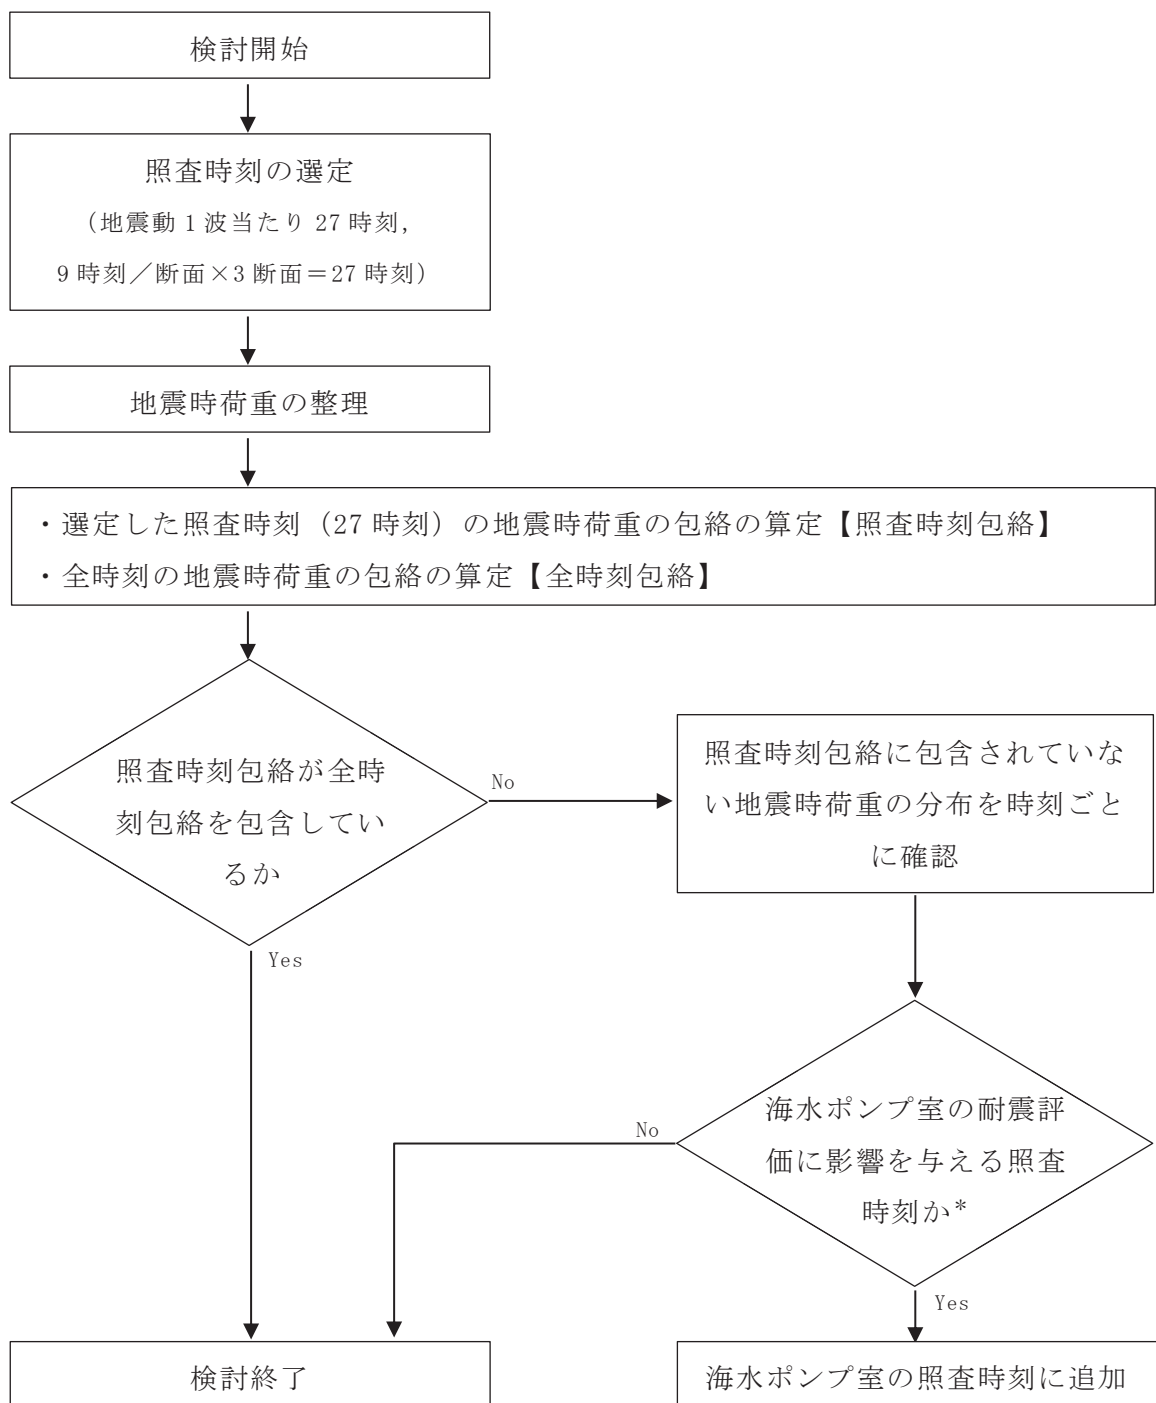 検討開始
照査時刻の選定
（地震動 1 波当たり 27 時刻，
9 時刻／断面×3 断面＝27 時刻）
地震時荷重の整理
・選定した照査時刻（27 時刻）の地震時荷重の包絡の算定【照査時刻包絡】
・全時刻の地震時荷重の包絡の算定【全時刻包絡】
照査時刻包絡が全時
刻包絡を包含してい
るか
No
照査時刻包絡に包含されていな
い地震時荷重の分布を時刻ごと
に確認
Yes
海水ポンプ室の耐震評
価に影響を与える照査
時刻か*
No
Yes
検討終了
海水ポンプ室の照査時刻に追加